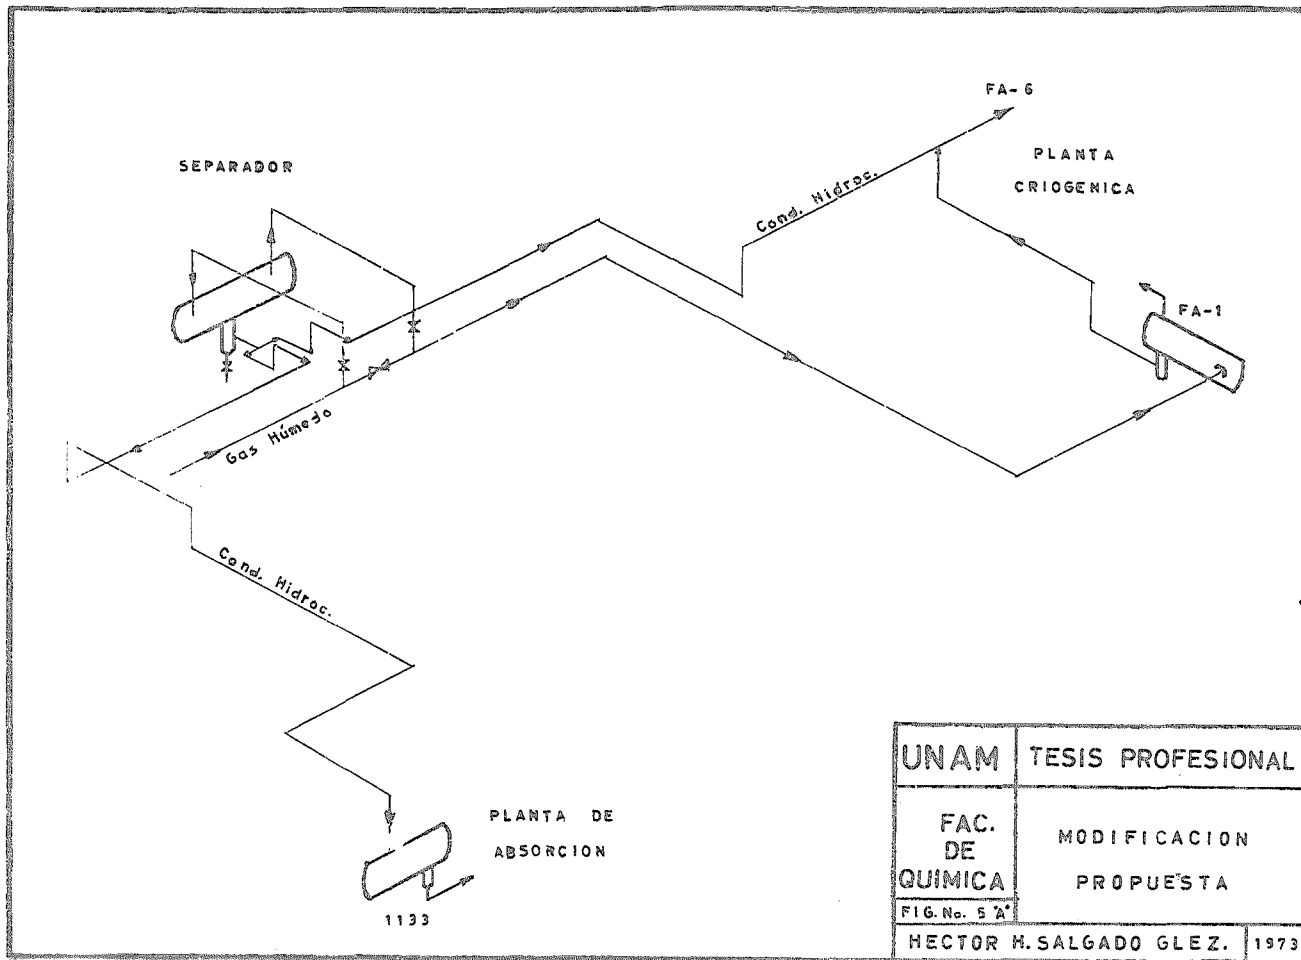 FA-6
PLANTA
CRIOGENICA
SEPARADOR
Cond. Hidroc.
FA-1
Gas Húmedo
Cond. Hidroc.
PLANTA DE
ABSORCION
1133
UNAM
TESIS PROFESIONAL
FAC.
DE
QUIMICA
MODIFICACION
PROPUESTA
FIG. No. 5 "A"
HECTOR H. SALGADO GLEZ.
1973